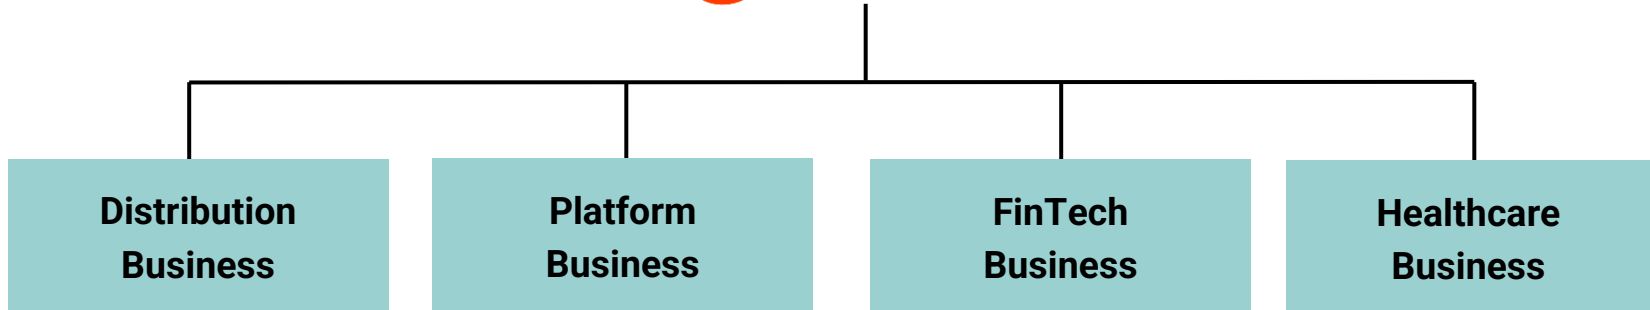 Distribution
Business
Platform
Business
FinTech
Business
Healthcare
Business